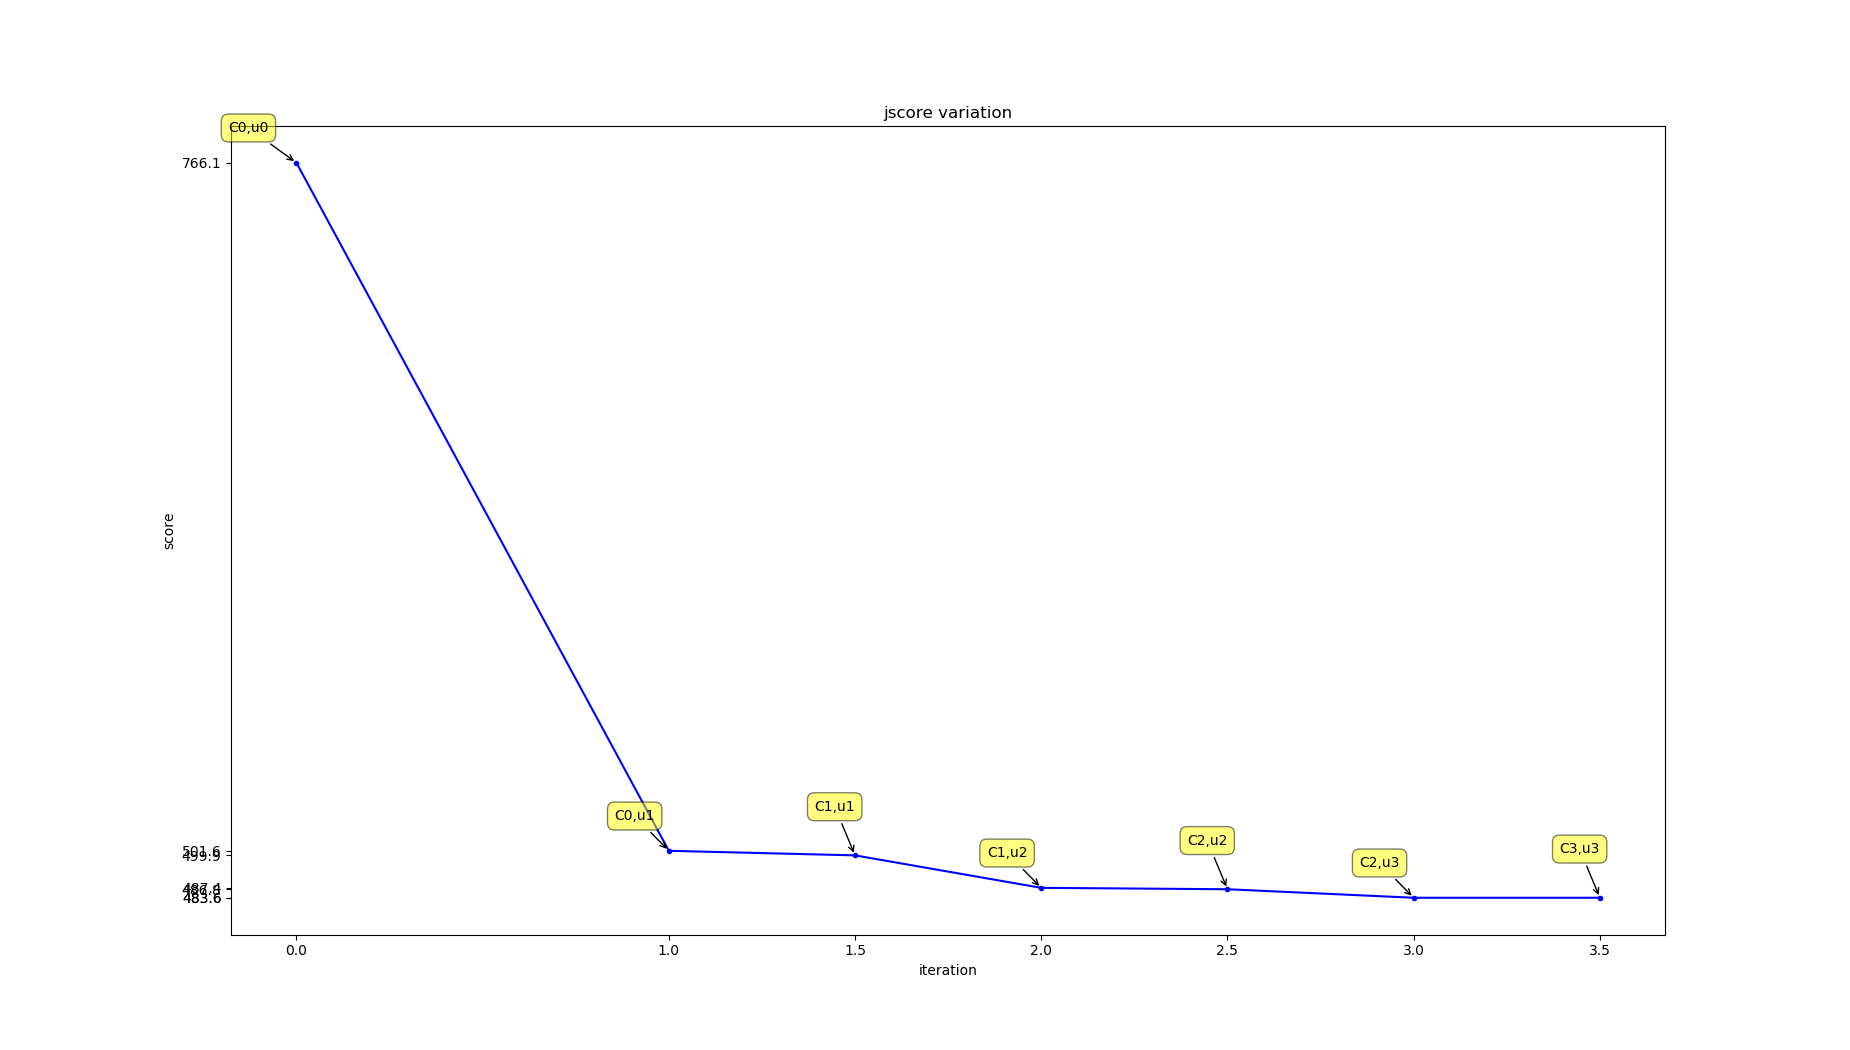 jscore variation
C0,u0
766.1
score
C0,u1
C1,u1
C1,u2
C2,u2
C2,u3
C3,u3
501.6
499.9
483.6
0.0 1.0 1.5 2.0 2.5 3.0 3.5
iteration